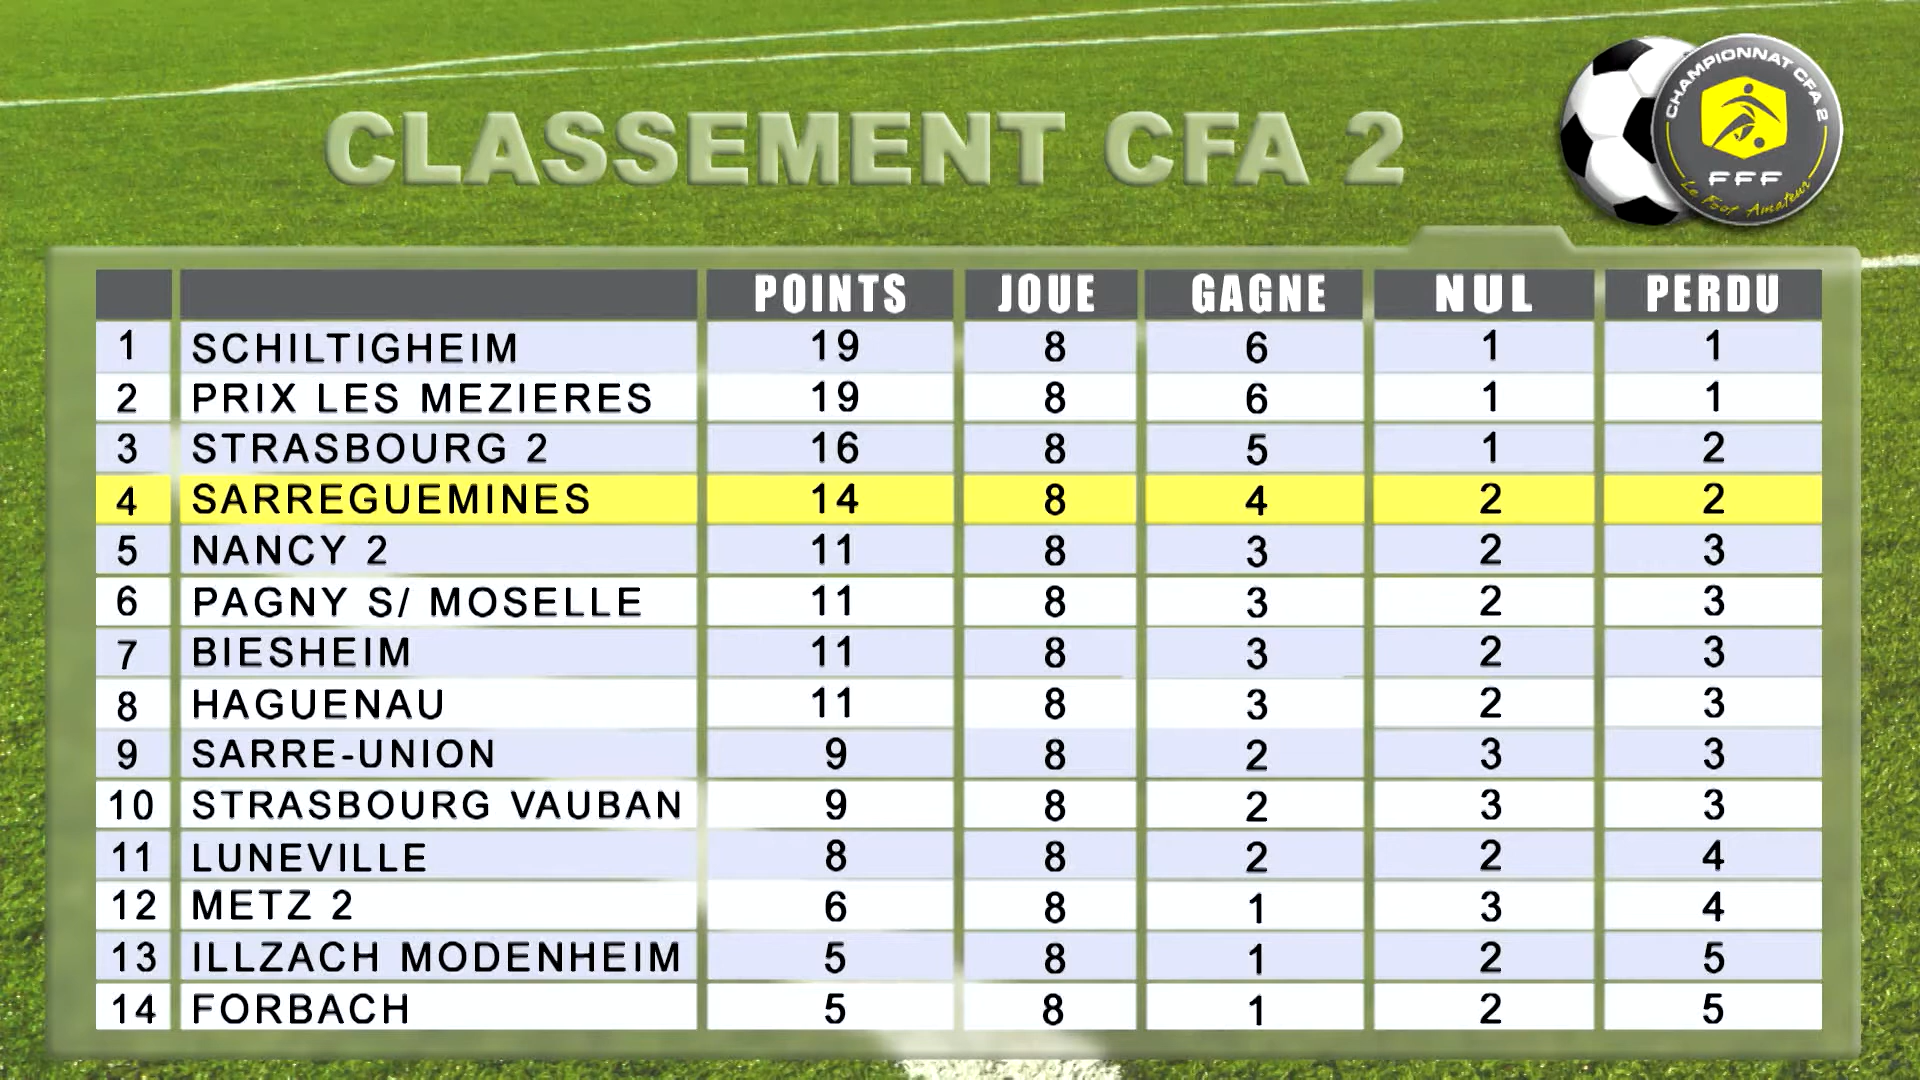 CLASSEMENT CFA 2
CHAMPIONNAT CFA 2
FFF
Le Foot Amateur
POINTS JOUE GAGNE NUL PERDU
1 SCHILTIGHEIM 19 8 6 1 1
2 PRIX LES MEZIERES 19 8 6 1 1
3 STRASBOURG 2 16 8 5 1 2
4 SARREGUEMINES 14 8 4 2 2
5 NANCY 2 11 8 3 2 3
6 PAGNY S/ MOSELLE 11 8 3 2 3
7 BIESHEIM 11 8 3 2 3
8 HAGUENAU 11 8 3 2 3
9 SARRE-UNION 9 8 2 3 3
10 STRASBOURG VAUBAN 9 8 2 3 3
11 LUNEVILLE 8 8 2 2 4
12 METZ 2 6 8 1 3 4
13 ILLZACH MODENHEIM 5 8 1 2 5
14 FORBACH 5 8 1 2 5